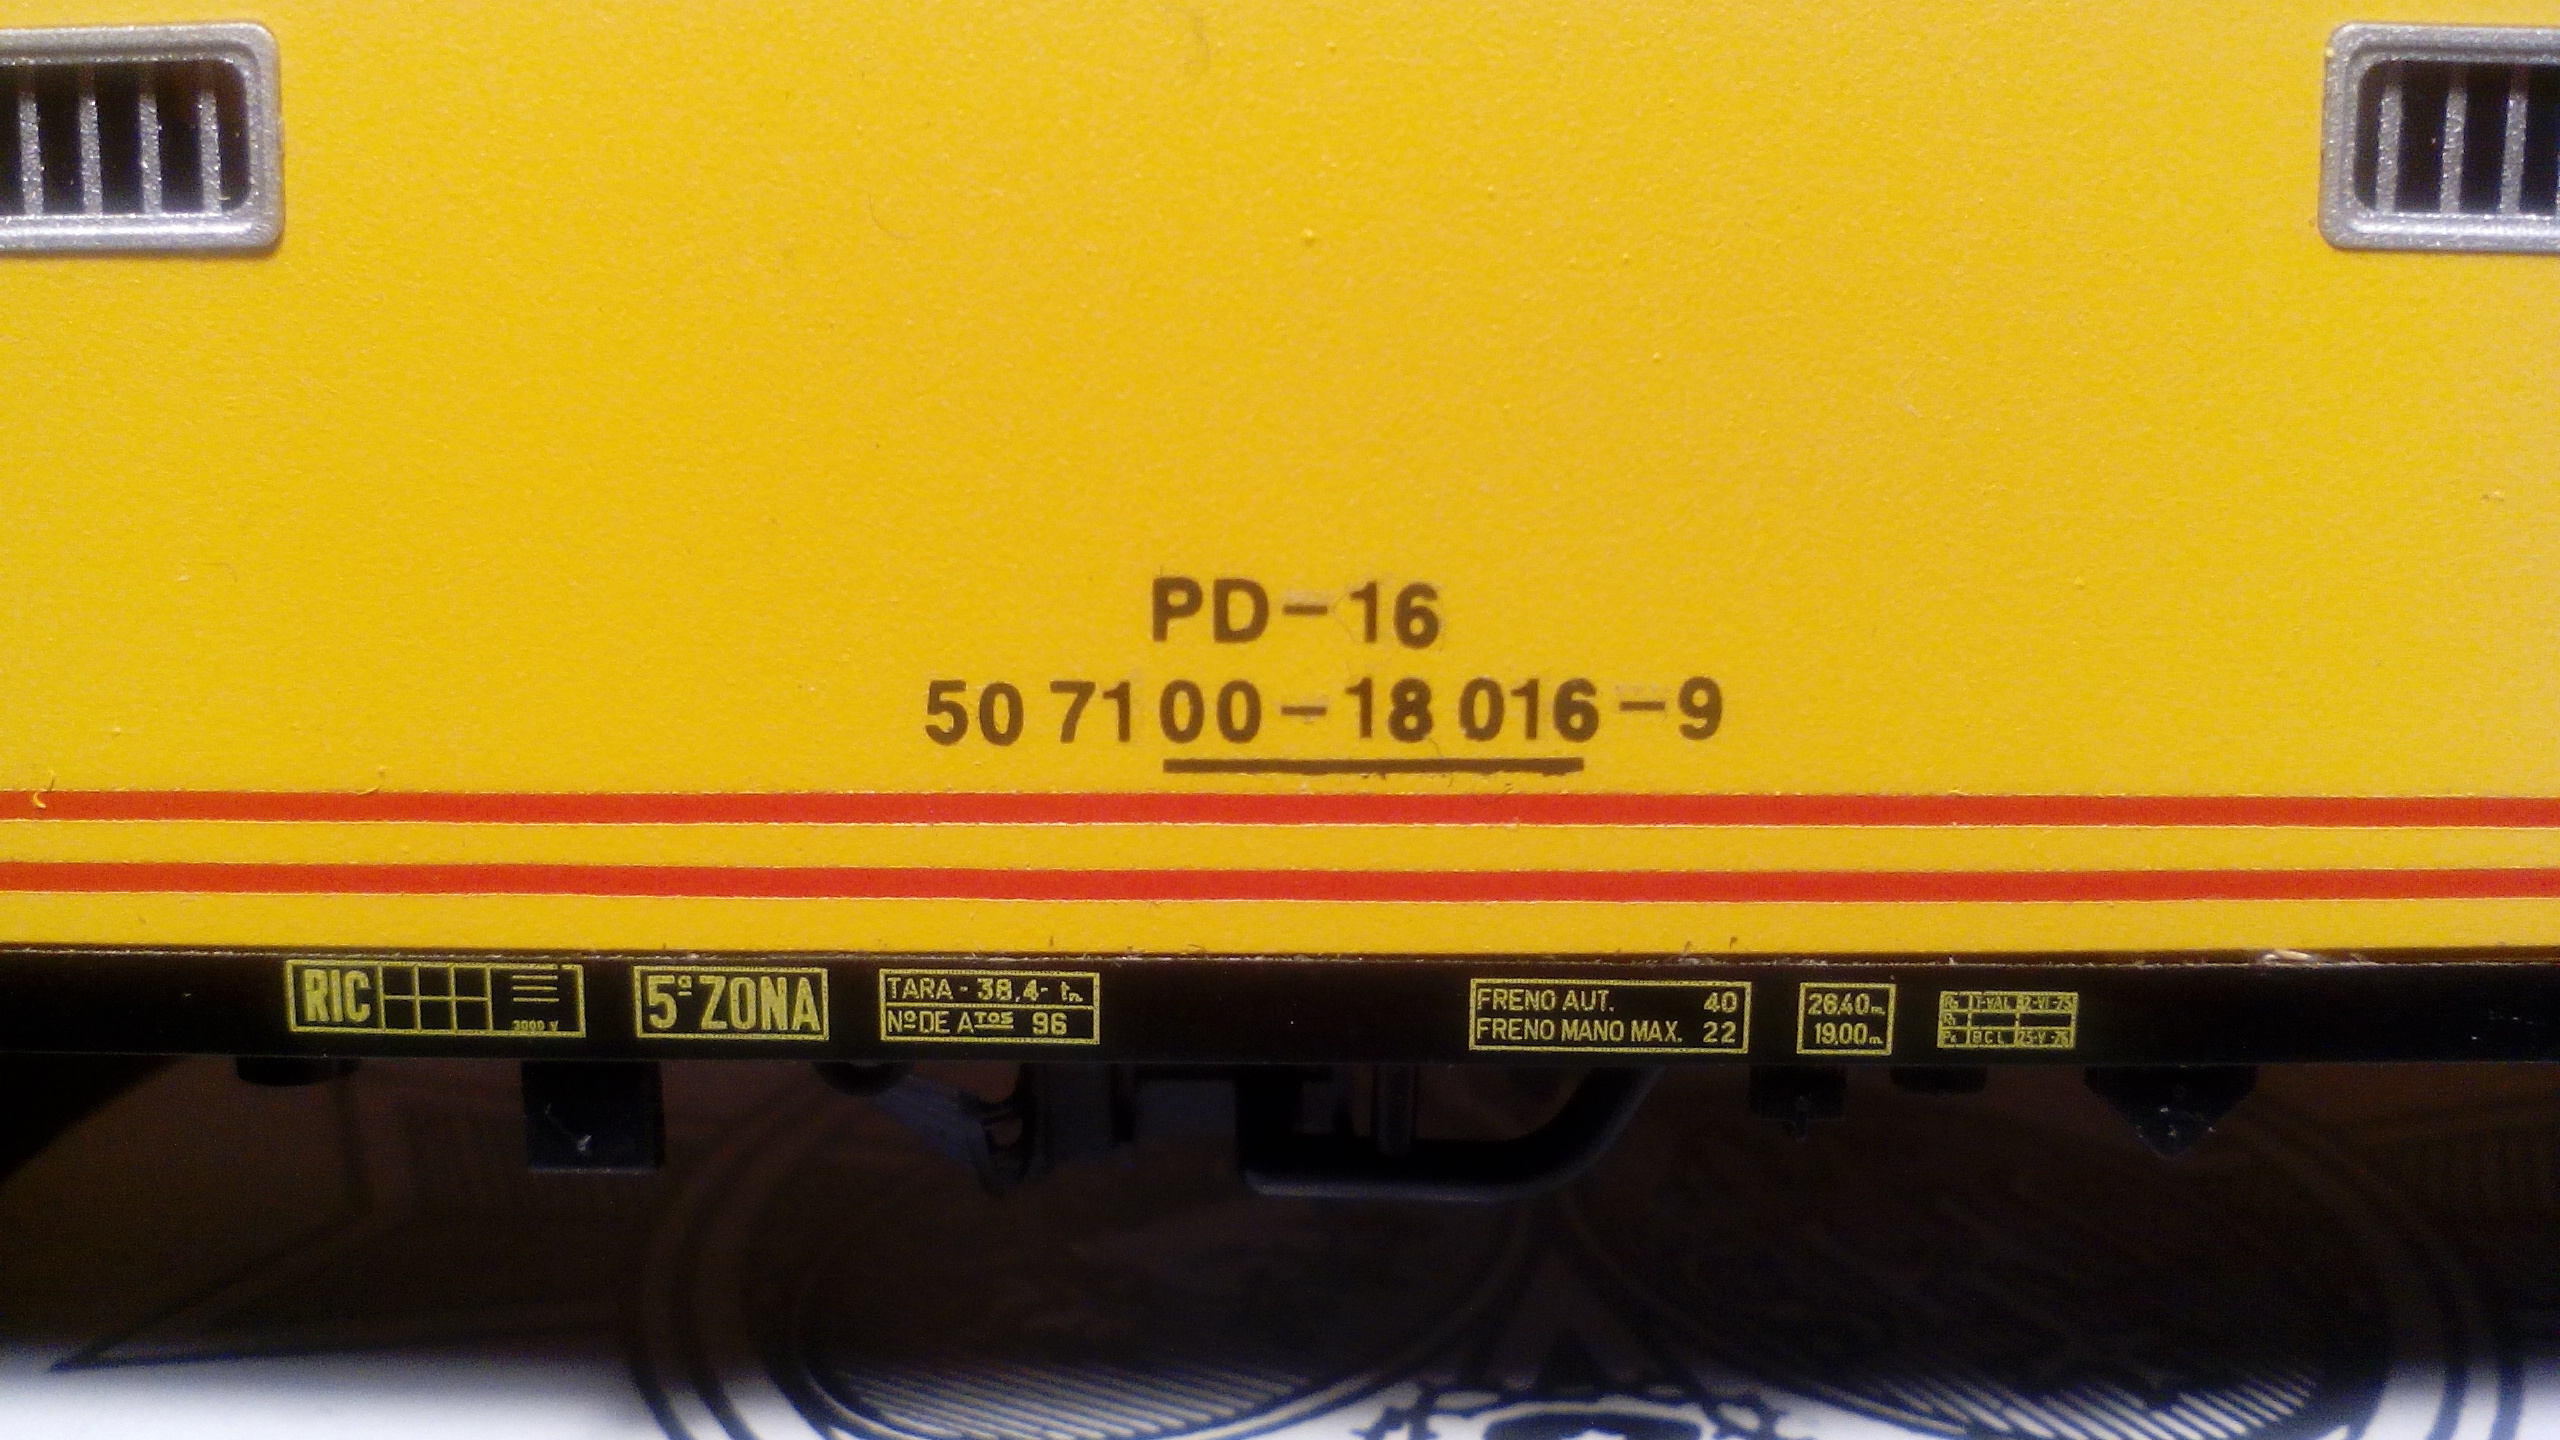 PD-16
50 71 00-18 016-9
RIC
3000 V
5ª ZONA
TARA - 38,4- tn.
Nº DE ATOS 96
FRENO AUT. 40
FRENO MANO MAX. 22
26,40 m.
19,00 m.